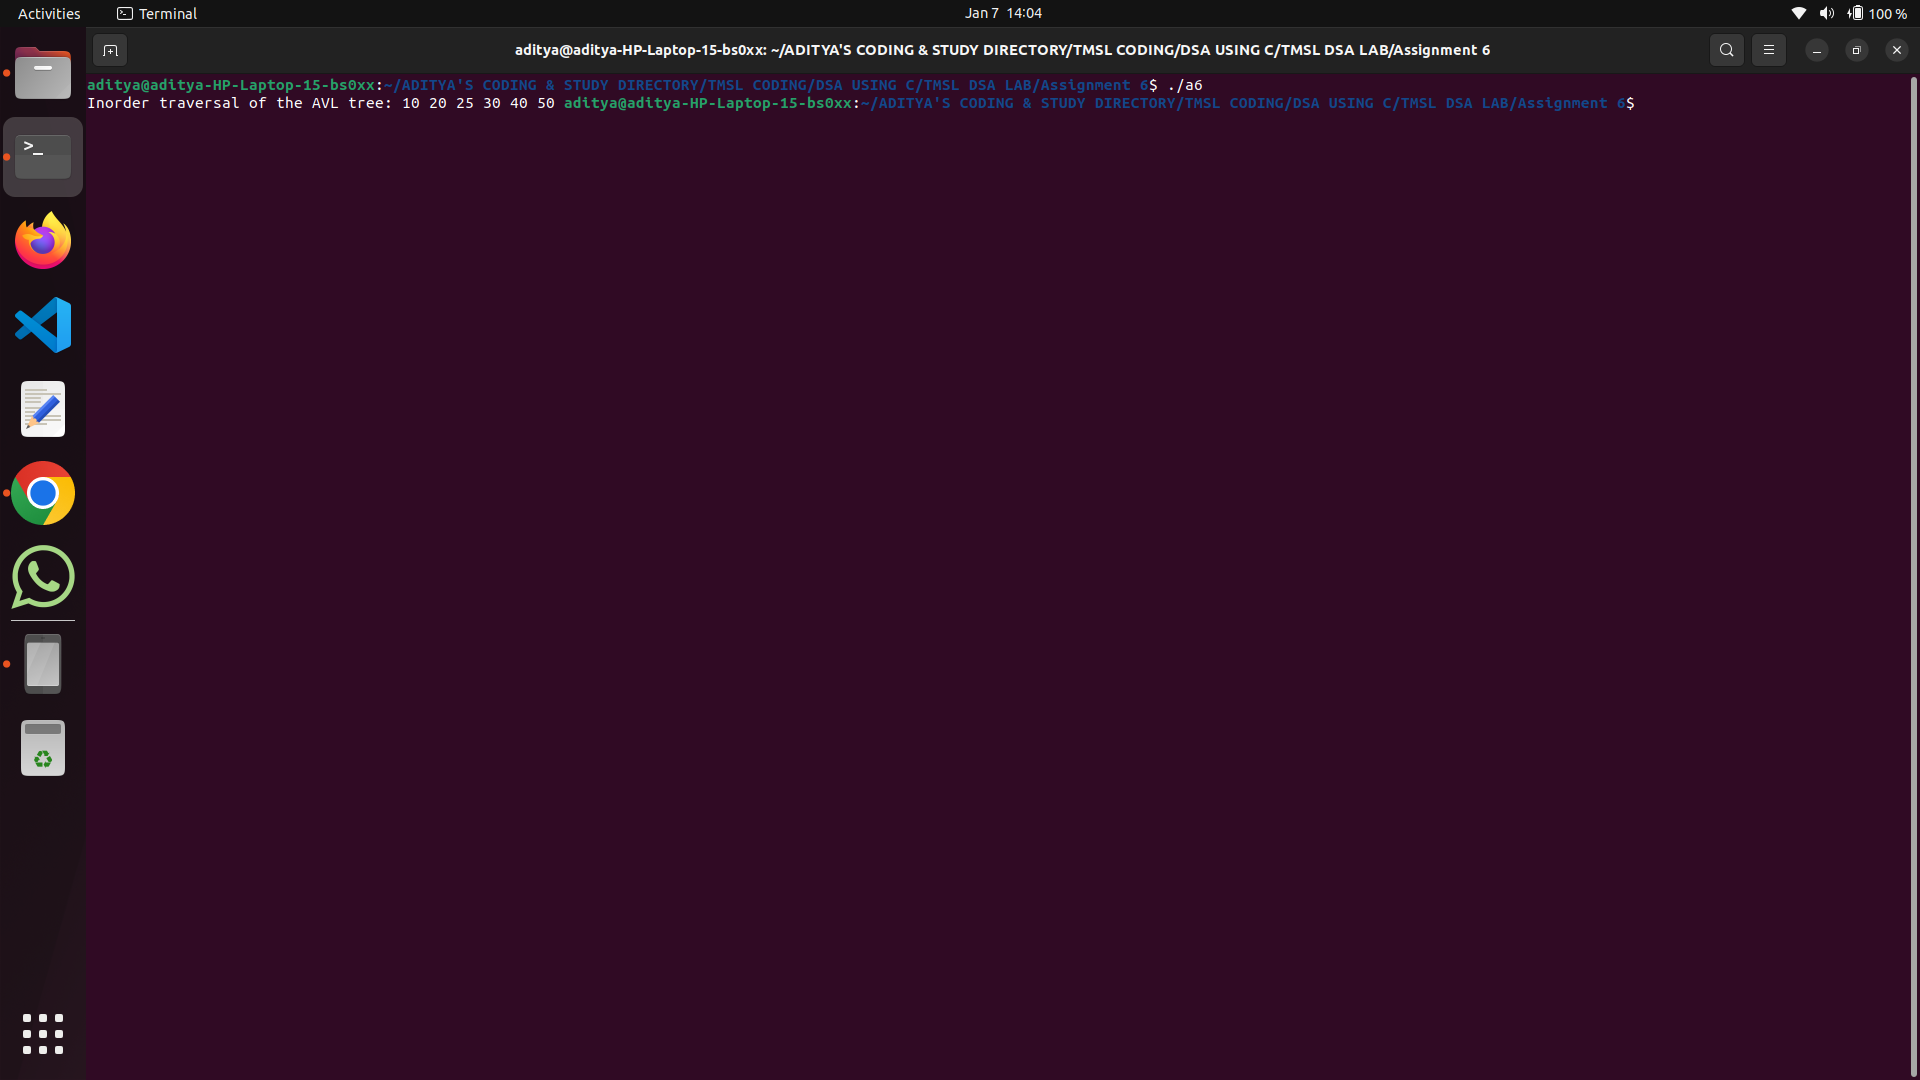 Activities Terminal Jan 7 14:04 100 %
aditya@aditya-HP-Laptop-15-bs0xx: ~/ADITYA'S CODING & STUDY DIRECTORY/TMSL CODING/DSA USING C/TMSL DSA LAB/Assignment 6
aditya@aditya-HP-Laptop-15-bs0xx:~/ADITYA'S CODING & STUDY DIRECTORY/TMSL CODING/DSA USING C/TMSL DSA LAB/Assignment 6$ ./a6
Inorder traversal of the AVL tree: 10 20 25 30 40 50 aditya@aditya-HP-Laptop-15-bs0xx:~/ADITYA'S CODING & STUDY DIRECTORY/TMSL CODING/DSA USING C/TMSL DSA LAB/Assignment 6$